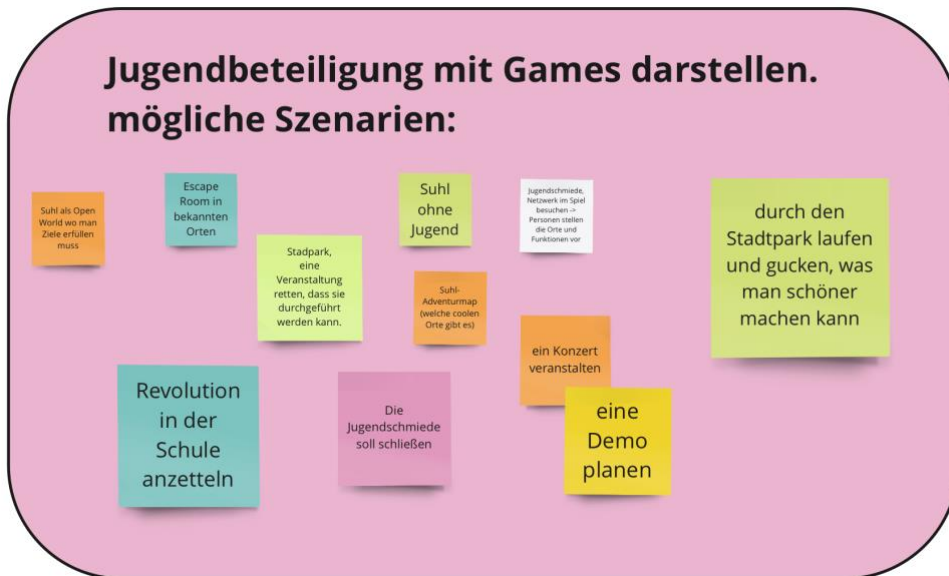 Jugendbeteiligung mit Games darstellen.
mögliche Szenarien:
Suhl als Open
World wo man
Ziele erfüllen
muss
Escape
Room in
bekannten
Orten
Stadpark,
eine
Veranstaltung
retten, dass sie
durchgeführt
werden kann.
Suhl
ohne
Jugend
Suhl-
Adventurmap
(welche coolen
Orte gibt es)
Jugendschmiede,
Netzwerk im Spiel
besuchen ->
Personen stellen
die Orte und
Funktionen vor
durch den
Stadtpark laufen
und gucken, was
man schöner
machen kann
Revolution
in der
Schule
anzetteln
Die
Jugendschmiede
soll schließen
ein Konzert
veranstalten
eine
Demo
planen